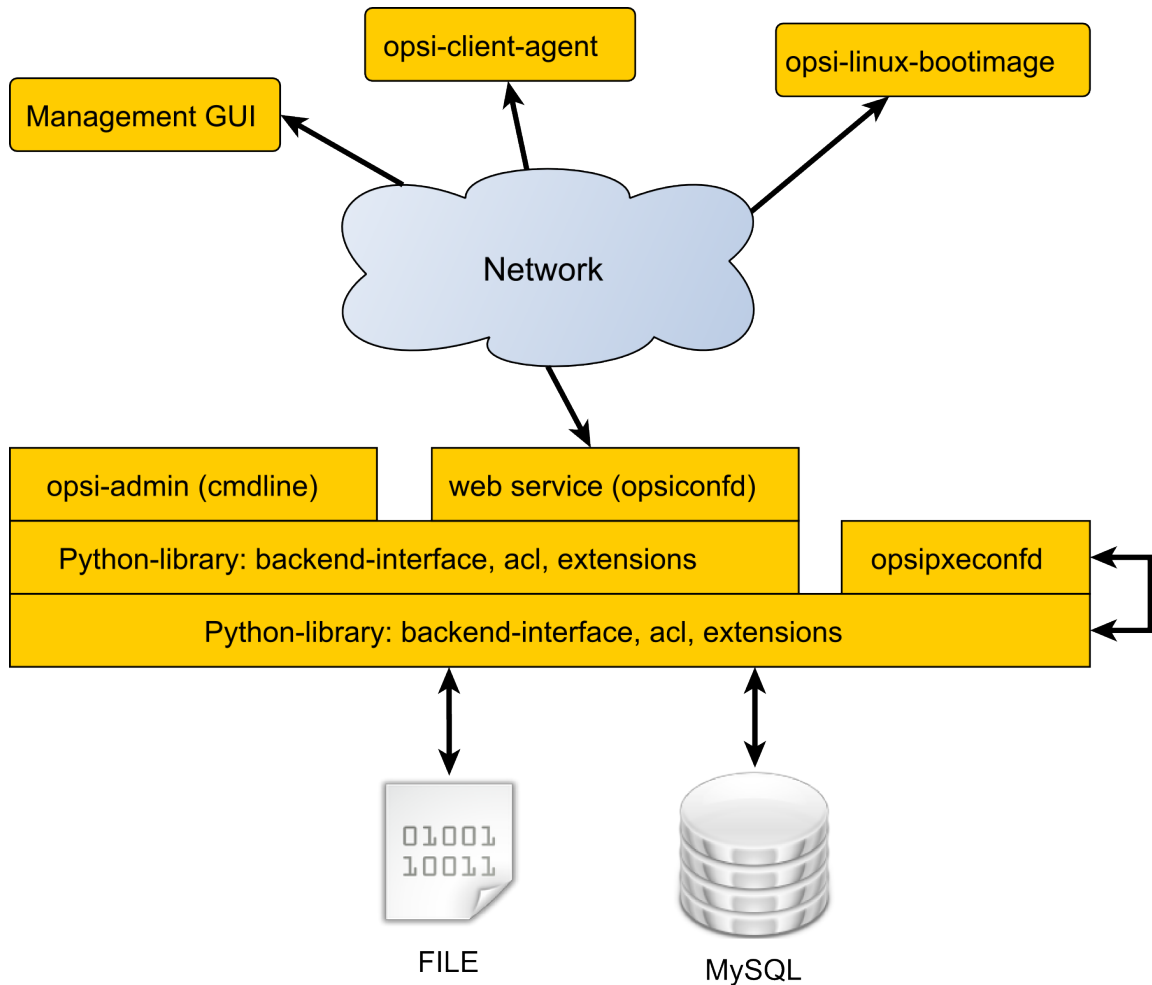 opsi-client-agent
opsi-linux-bootimage
Management GUI
Network
opsi-admin (cmdline)
web service (opsiconfd)
Python-library: backend-interface, acl, extensions
opsipxeconfd
Python-library: backend-interface, acl, extensions
01001
10011
FILE
MySQL